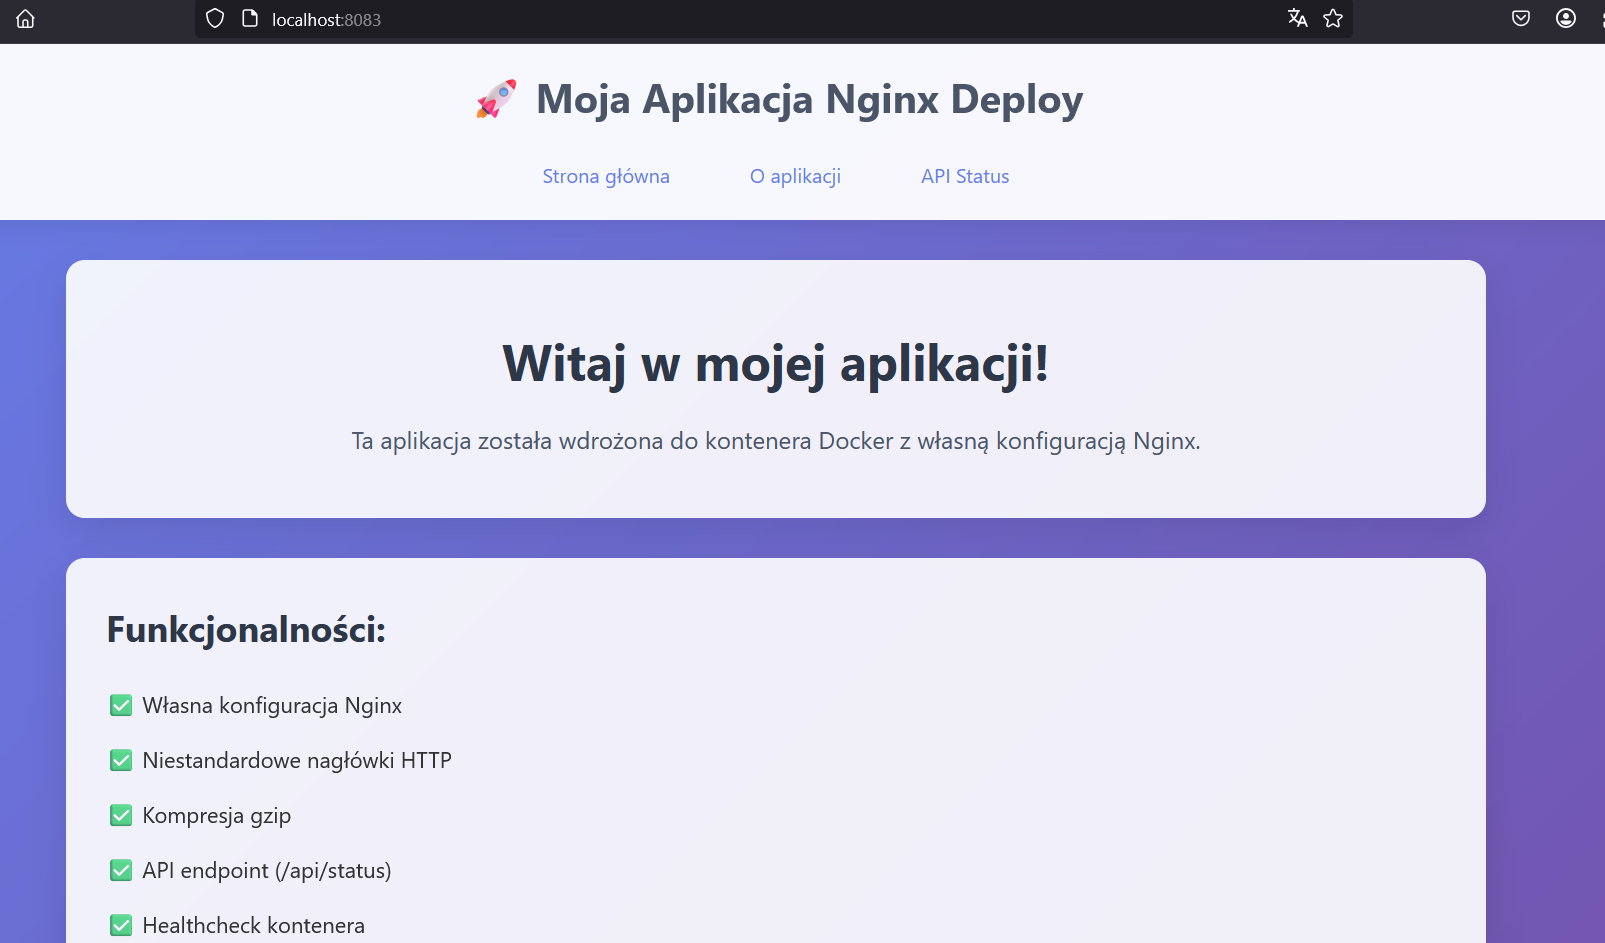 localhost:8083
🚀 Moja Aplikacja Nginx Deploy
Strona główna O aplikacji API Status
Witaj w mojej aplikacji!
Ta aplikacja została wdrożona do kontenera Docker z własną konfiguracją Nginx.
Funkcjonalności:
✅ Własna konfiguracja Nginx
✅ Niestandardowe nagłówki HTTP
✅ Kompresja gzip
✅ API endpoint (/api/status)
✅ Healthcheck kontenera